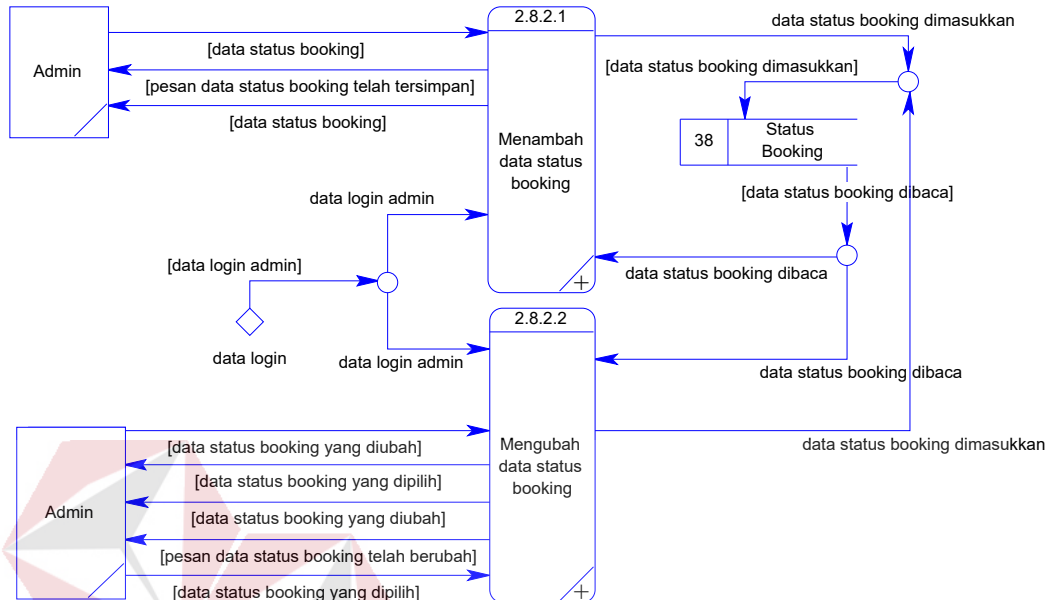 2.8.2.1
data status booking dimasukkan
[data status booking]
Admin
[data status booking dimasukkan]
[pesan data status booking telah tersimpan]
[data status booking]
Menambah
data status
booking
38
Status
Booking
[data status booking dibaca]
data login admin
[data login admin]
data status booking dibaca
2.8.2.2
data login
data login admin
data status booking dibaca
[data status booking yang diubah]
Mengubah
data status
booking
data status booking dimasukkan
[data status booking yang dipilih]
Admin
[data status booking yang diubah]
[pesan data status booking telah berubah]
[data status booking yang dipilih]